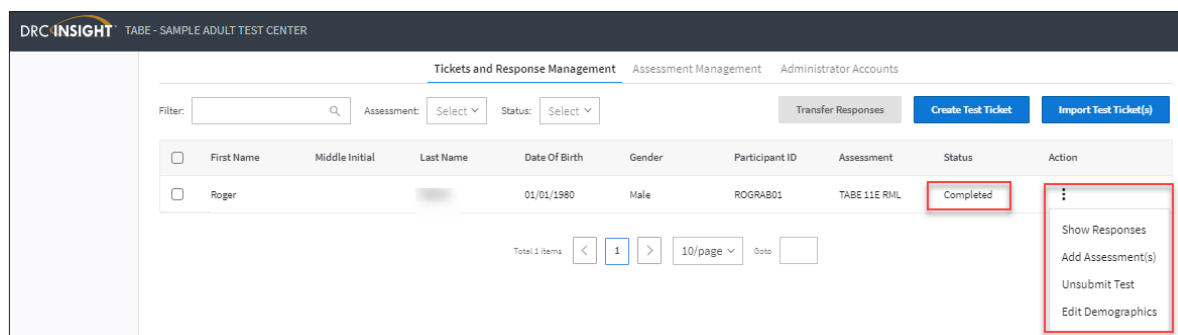 DRC INSIGHT TABE - SAMPLE ADULT TEST CENTER
Tickets and Response Management Assessment Management Administrator Accounts
Filter: Assessment: Select Status: Select Transfer Responses Create Test Ticket Import Test Ticket(s)
First Name Middle Initial Last Name Date Of Birth Gender Participant ID Assessment Status Action
Roger 01/01/1980 Male ROGRAB01 TABE 11E RML Completed
Show Responses
Total 1 items 1 10/page Goto
Add Assessment(s)
Unsubmit Test
Edit Demographics